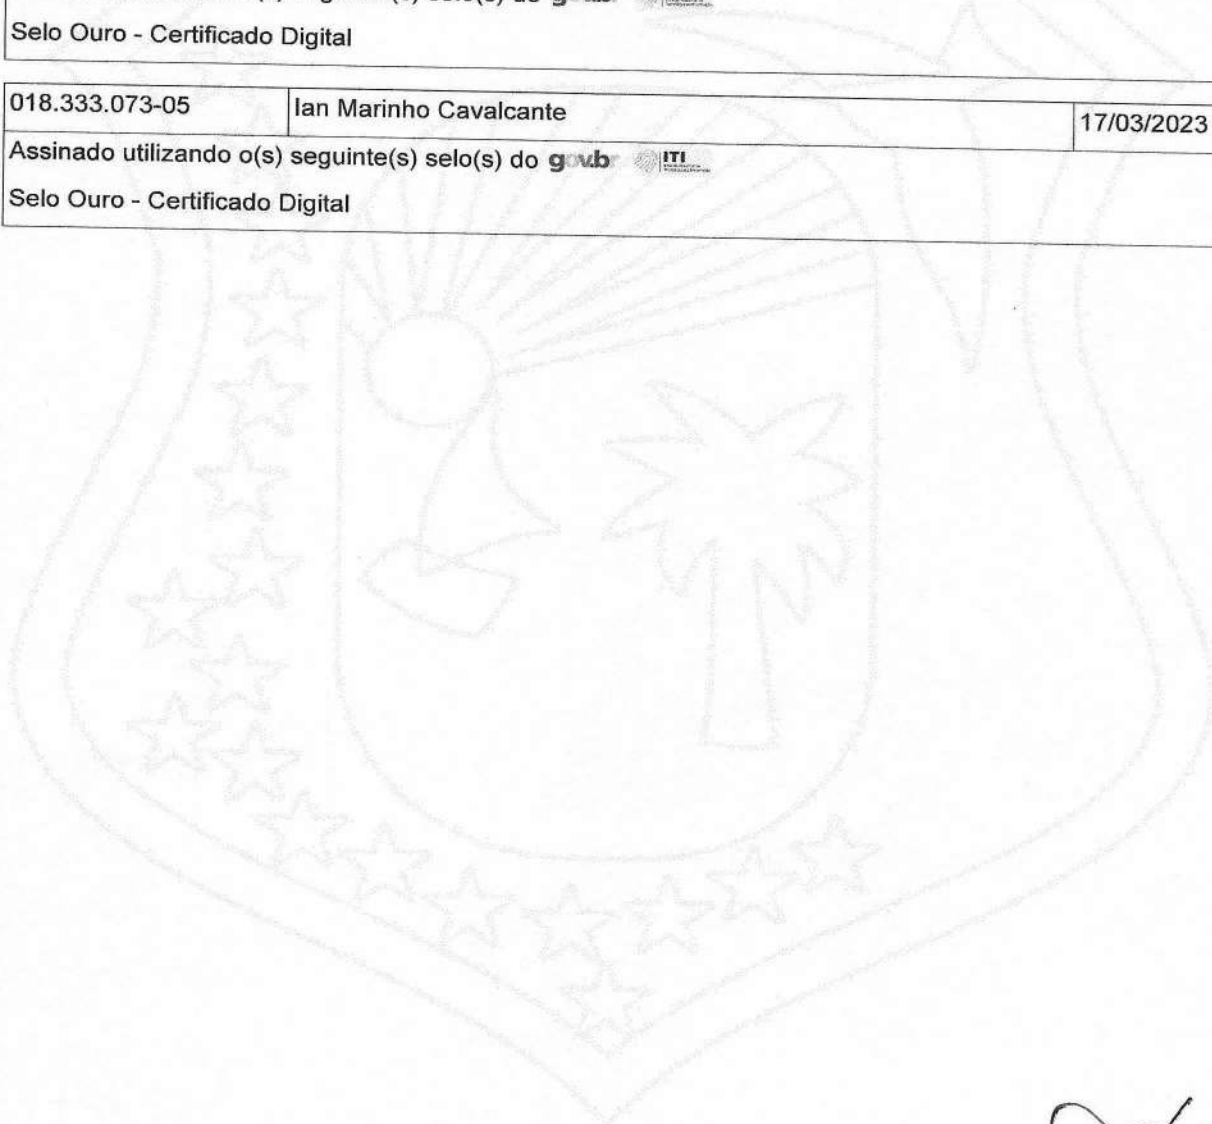 Selo Ouro - Certificado Digital
018.333.073-05 Ian Marinho Cavalcante 17/03/2023
Assinado utilizando o(s) seguinte(s) selo(s) do gov.br ITI
Selo Ouro - Certificado Digital